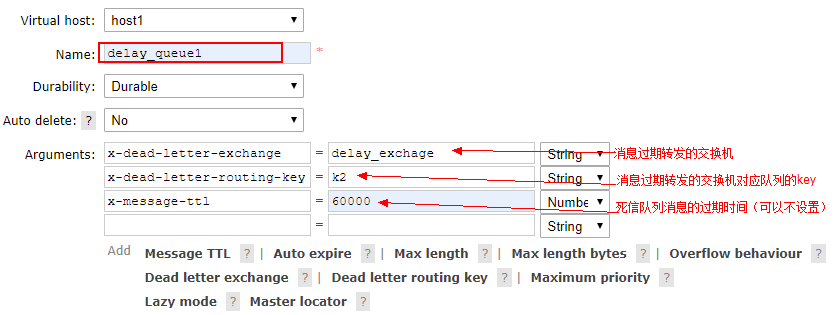 Virtual host: host1
Name: delay_queue1 *
Durability: Durable
Auto delete: ? No
Arguments: x-dead-letter-exchange = delay_exchage String 消息过期转发的交换机
x-dead-letter-routing-key = k2 String 消息过期转发的交换机对应队列的key
x-message-ttl = 60000 Numbe 死信队列消息的过期时间（可以不设置）
= String
Add Message TTL ? | Auto expire ? | Max length ? | Max length bytes ? | Overflow behaviour ?
Dead letter exchange ? | Dead letter routing key ? | Maximum priority ?
Lazy mode ? Master locator ?